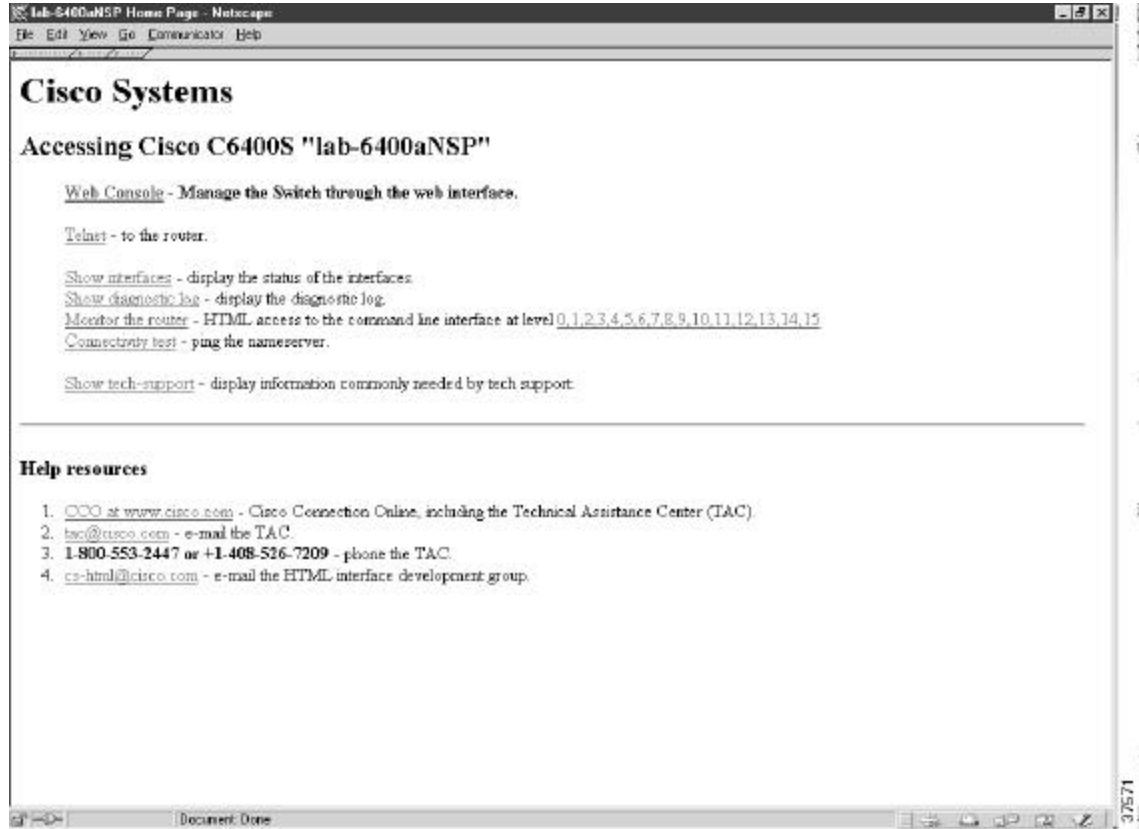 lab-6400aNSP Home Page - Netscape
File Edit View Go Communicator Help
Cisco Systems
Accessing Cisco C6400S "lab-6400aNSP"
Web Console - Manage the Switch through the web interface.
Telnet - to the router.
Show interfaces - display the status of the interfaces.
Show diagnostic log - display the diagnostic log.
Monitor the router - HTML access to the command line interface at level 0,1,2,3,4,5,6,7,8,9,10,11,12,13,14,15
Connectivity test - ping the nameserver.
Show tech-support - display information commonly needed by tech support.
Help resources
1. CCO at www.cisco.com - Cisco Connection Online, including the Technical Assistance Center (TAC).
2. tac@cisco.com - e-mail the TAC.
3. 1-800-553-2447 or +1-408-526-7209 - phone the TAC.
4. cs-html@cisco.com - e-mail the HTML interface development group.
Document: Done
37571